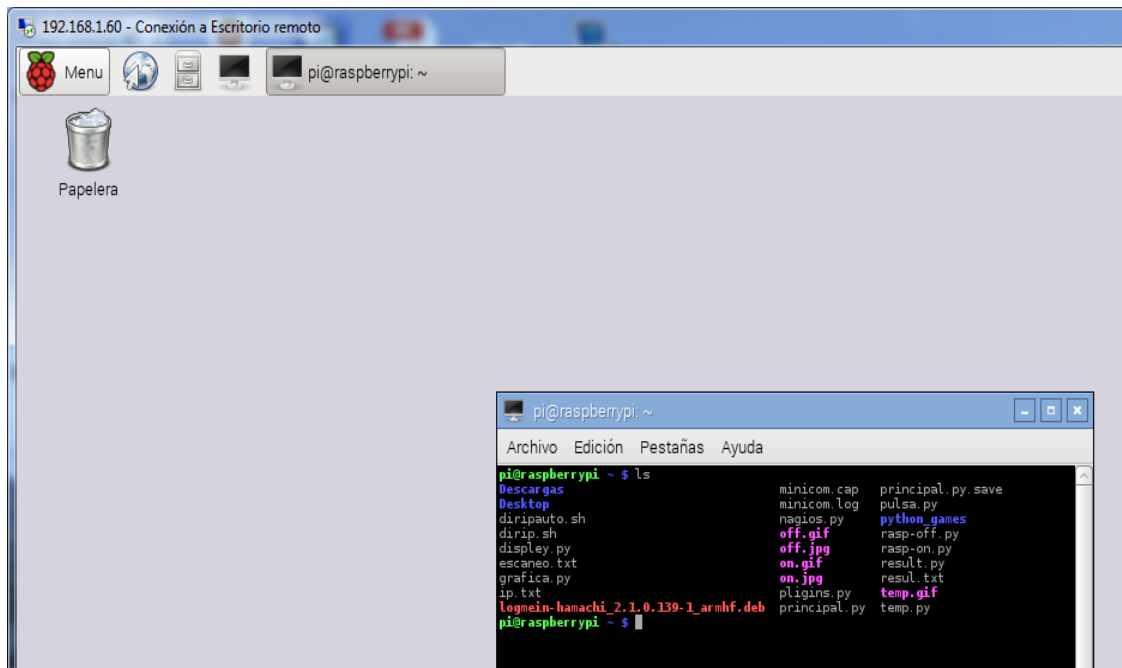 192.168.1.60 - Conexión a Escritorio remoto
Menu pi@raspberrypi: ~
Papelera
pi@raspberrypi: ~
Archivo Edición Pestañas Ayuda
pi@raspberrypi ~ $ ls
Descargas minicom.cap principal.py.save
Desktop minicom.log pulsa.py
diripauto.sh nagios.py python_games
dirip.sh off.gif rasp-off.py
displey.py off.jpg rasp-on.py
escaneo.txt on.gif result.py
grafica.py on.jpg resul.txt
ip.txt pligins.py temp.gif
logmein-hamachi_2.1.0.139-1_armhf.deb principal.py temp.py
pi@raspberrypi ~ $